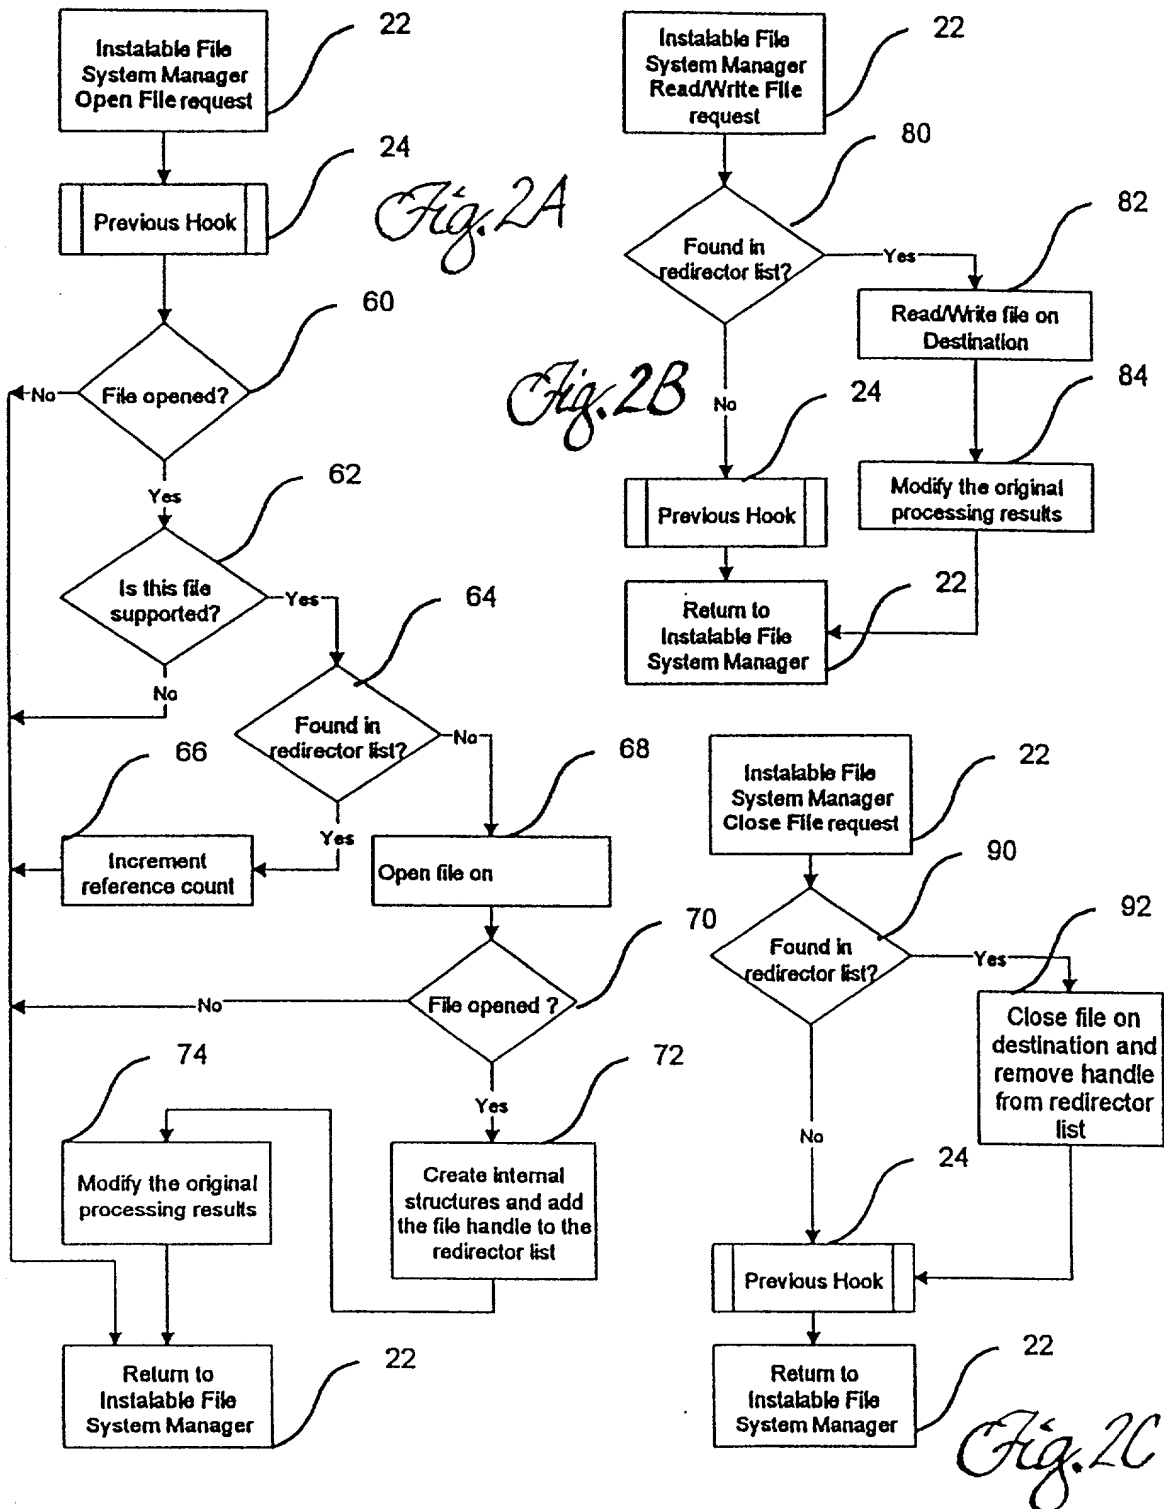 Instalable File
System Manager
Open File request
22
Previous Hook
24
Fig. 2A
File opened?
60
No
Yes
Is this file
supported?
62
Yes
No
Found in
redirector list?
64
No
Yes
Increment
reference count
66
Open file on
68
File opened ?
70
No
Yes
Create internal
structures and add
the file handle to the
redirector list
72
Modify the original
processing results
74
Return to
Instalable File
System Manager
22
Instalable File
System Manager
Read/Write File
request
22
Found in
redirector list?
80
Yes
No
Read/Write file on
Destination
82
Modify the original
processing results
84
Fig. 2B
Previous Hook
24
Return to
Instalable File
System Manager
22
Instalable File
System Manager
Close File request
22
Found in
redirector list?
90
Yes
No
Close file on
destination and
remove handle
from redirector
list
92
Previous Hook
24
Return to
Instalable File
System Manager
22
Fig. 2C